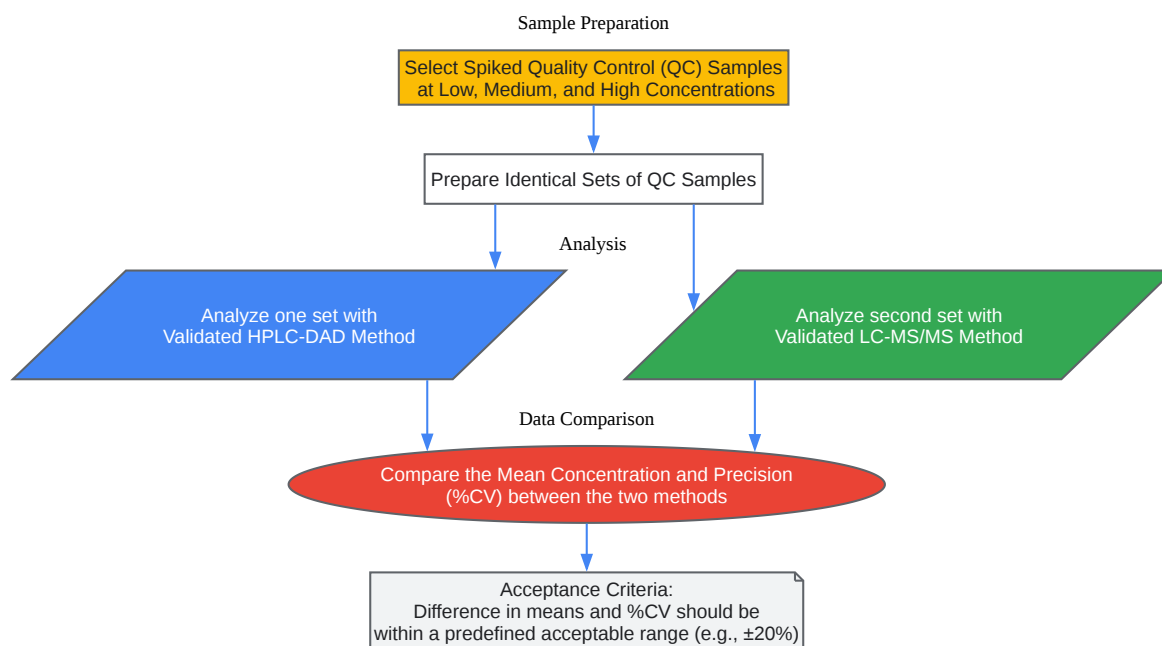 Sample Preparation
Select Spiked Quality Control (QC) Samples
at Low, Medium, and High Concentrations
Prepare Identical Sets of QC Samples
Analysis
Analyze one set with
Validated HPLC-DAD Method
Analyze second set with
Validated LC-MS/MS Method
Data Comparison
Compare the Mean Concentration and Precision
(%CV) between the two methods
Acceptance Criteria:
Difference in means and %CV should be
within a predefined acceptable range (e.g., ±20%)